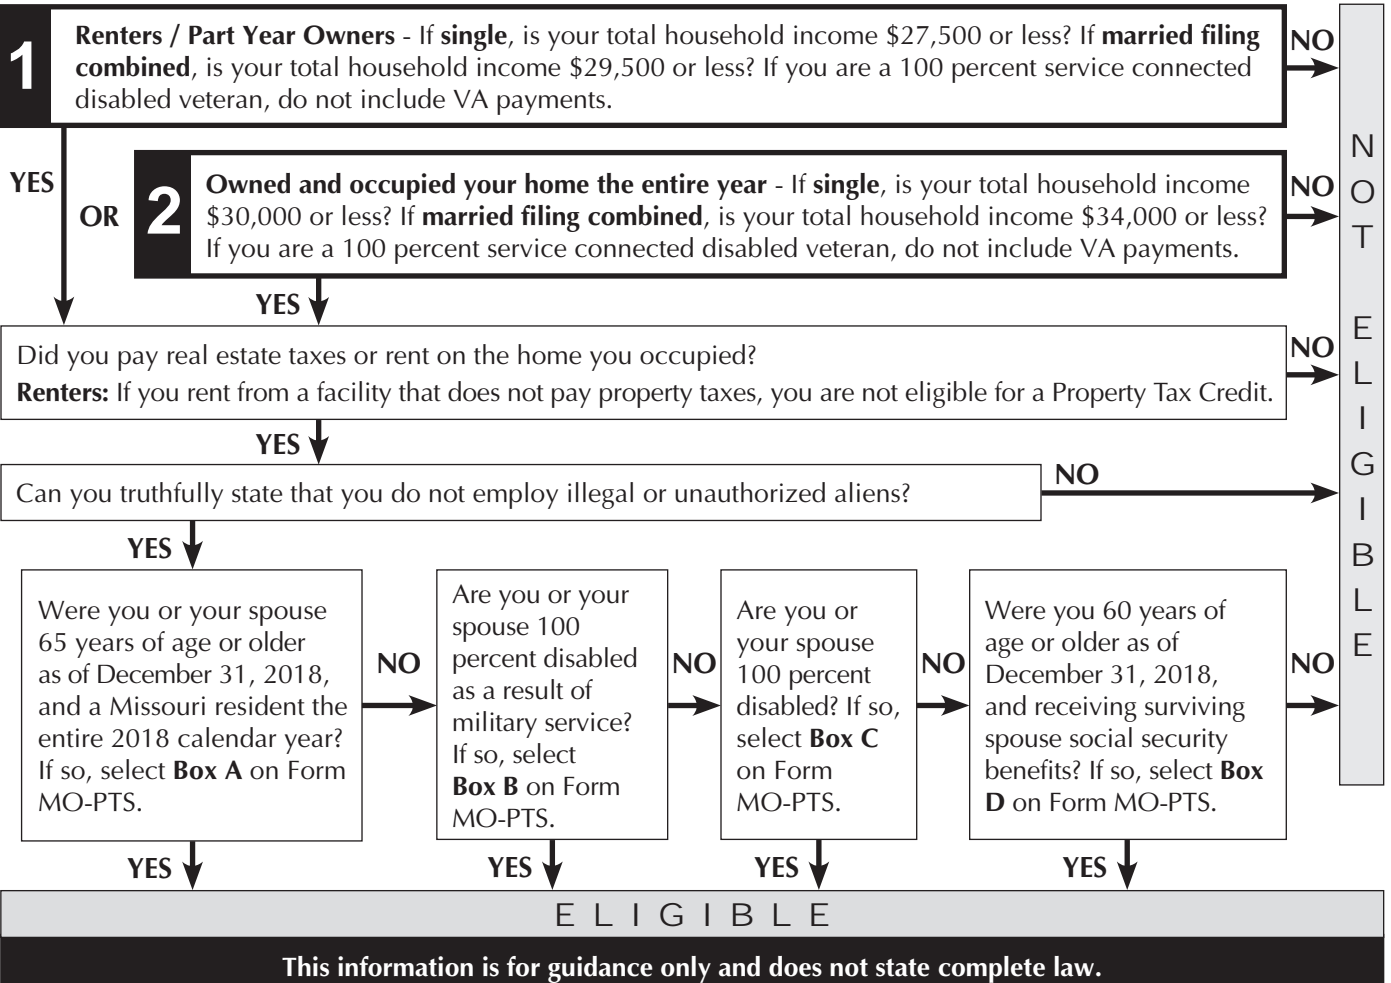 1
Renters / Part Year Owners - If single, is your total household income $27,500 or less? If married filing
combined, is your total household income $29,500 or less? If you are a 100 percent service connected
disabled veteran, do not include VA payments.
NO
YES
OR
2
Owned and occupied your home the entire year - If single, is your total household income
$30,000 or less? If married filing combined, is your total household income $34,000 or less?
If you are a 100 percent service connected disabled veteran, do not include VA payments.
NO
YES
Did you pay real estate taxes or rent on the home you occupied?
Renters: If you rent from a facility that does not pay property taxes, you are not eligible for a Property Tax Credit.
NO
YES
Can you truthfully state that you do not employ illegal or unauthorized aliens?
NO
YES
Were you or your spouse
65 years of age or older
as of December 31, 2018,
and a Missouri resident the
entire 2018 calendar year?
If so, select Box A on Form
MO-PTS.
NO
Are you or your
spouse 100
percent disabled
as a result of
military service?
If so, select
Box B on Form
MO-PTS.
NO
Are you or
your spouse
100 percent
disabled? If so,
select Box C
on Form
MO-PTS.
NO
Were you 60 years of
age or older as of
December 31, 2018,
and receiving surviving
spouse social security
benefits? If so, select Box
D on Form MO-PTS.
NO
NOT ELIGIBLE
YES
YES
YES
YES
ELIGIBLE
This information is for guidance only and does not state complete law.